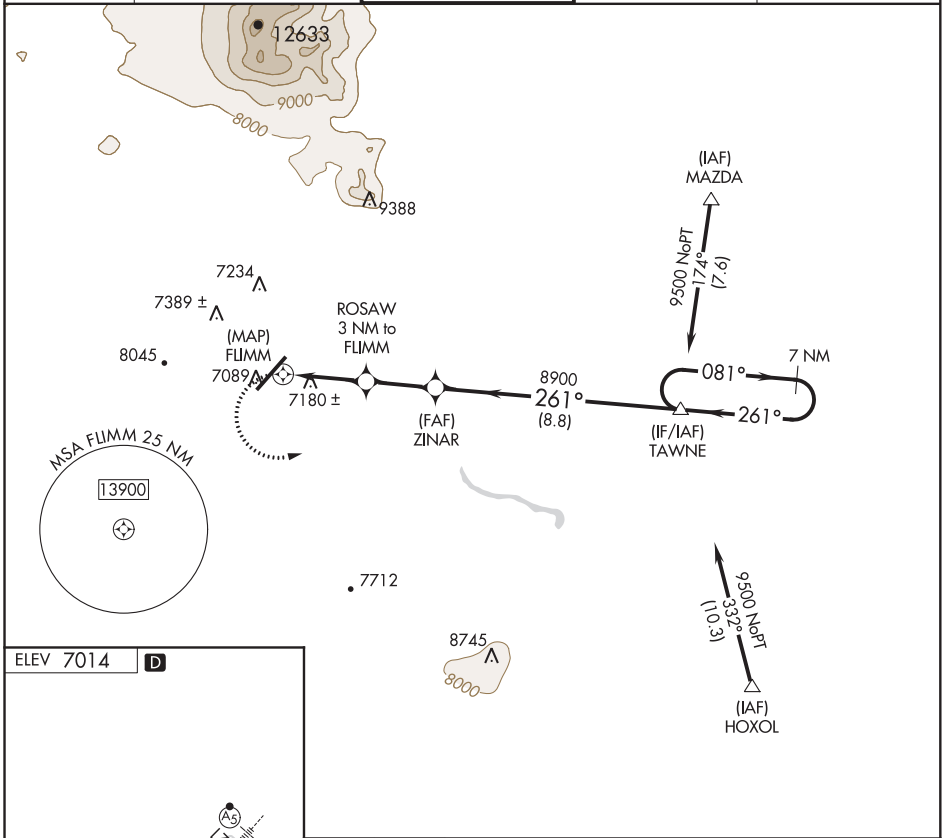 12633
9000
8000
9388
(IAF)
MAZDA
9500 NoPT
174°
(7.6)
7234
7389 ±
ROSAW
3 NM to
FLIMM
(MAP)
FLIMM
8045
7089
7180 ±
7 NM
081°
8900
261°
(8.8)
261°
(FAF)
ZINAR
(IF/IAF)
TAWNE
MSA FLIMM 25 NM
13900
7712
9500 NoPT
332°
(10.3)
8745
8000
(IAF)
HOXOL
ELEV 7014 D
A5